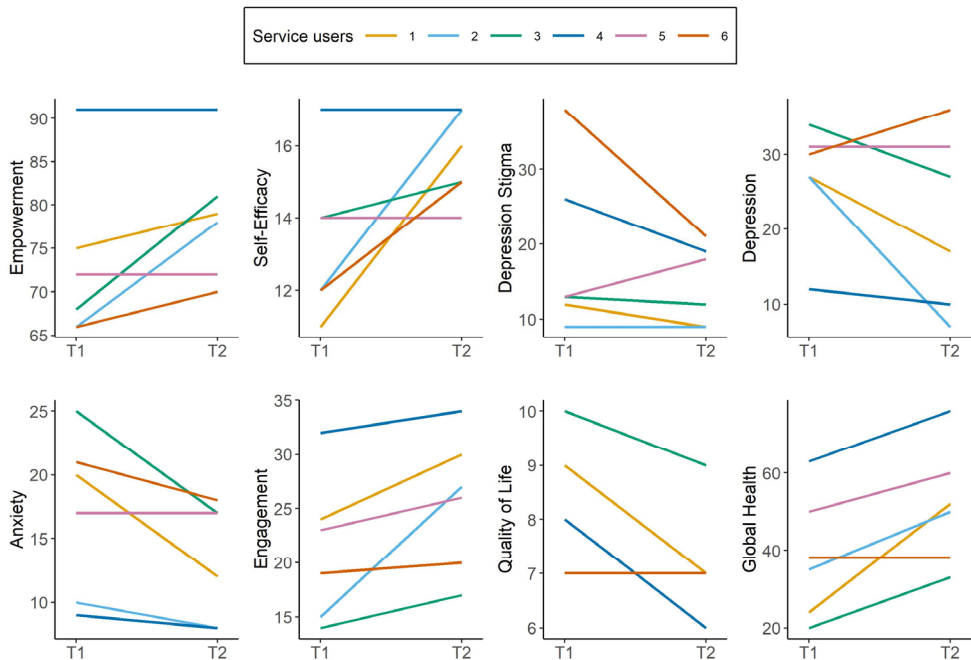 Service users 1 2 3 4 5 6
Empowerment
90
85
80
75
70
65
T1 T2
Self-Efficacy
16
14
12
T1 T2
Depression Stigma
30
20
10
T1 T2
Depression
30
20
10
T1 T2
Anxiety
25
20
15
10
T1 T2
Engagement
35
30
25
20
15
T1 T2
Quality of Life
10
9
8
7
6
T1 T2
Global Health
60
40
20
T1 T2